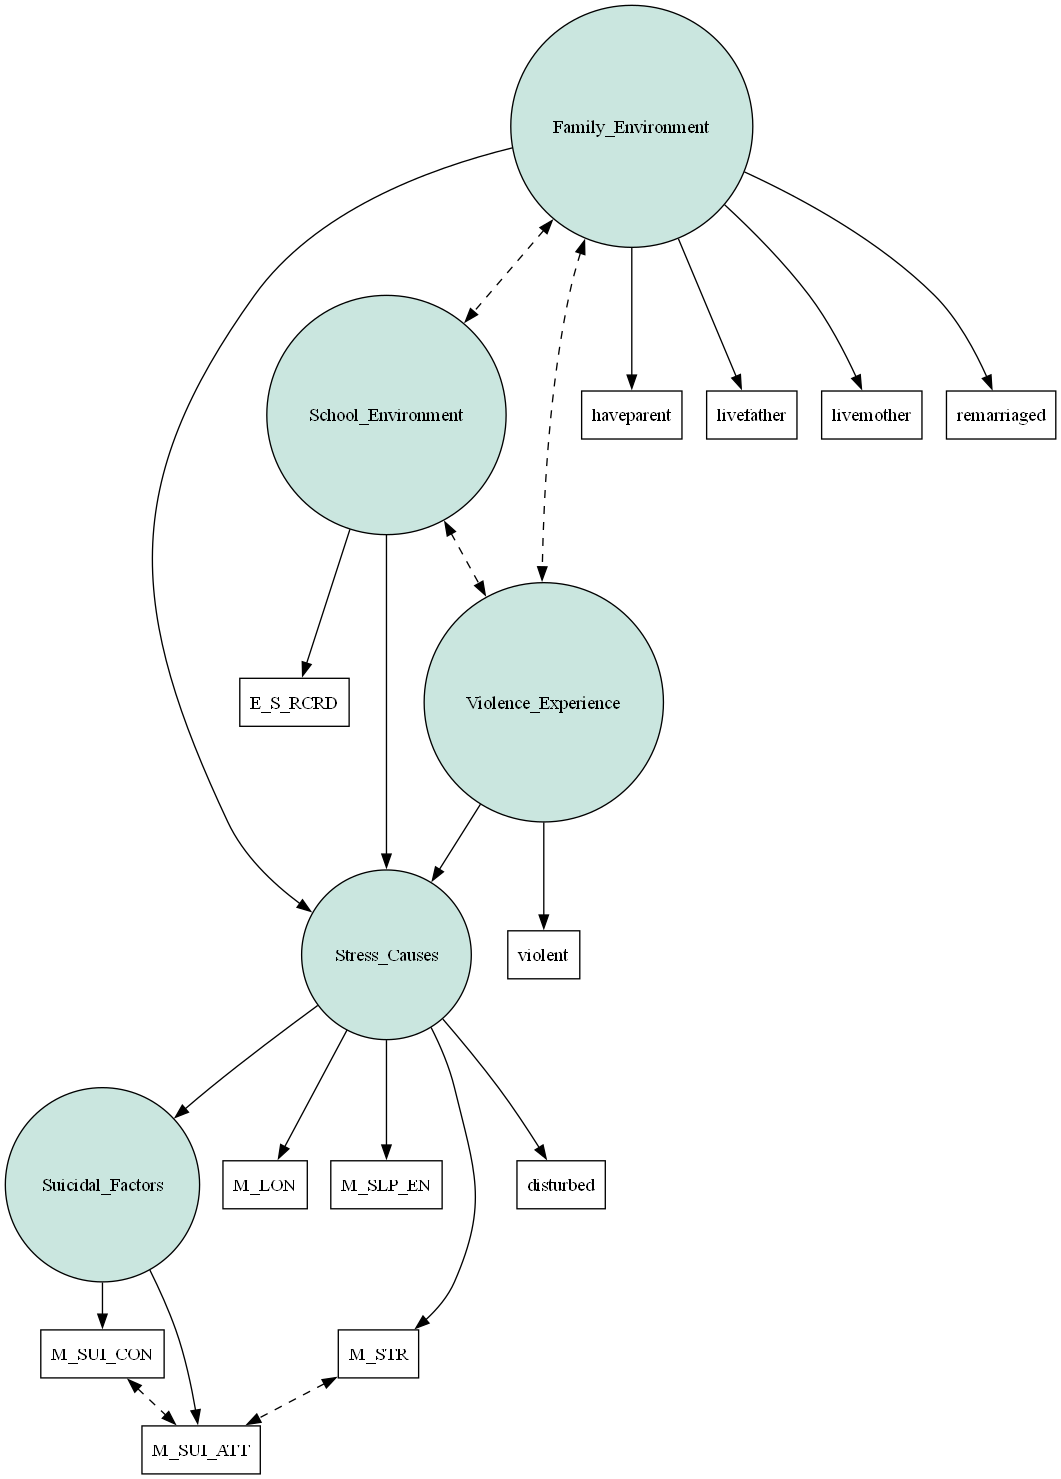 Family_Environment
School_Environment
haveparent
livefather
livemother
remarriaged
E_S_RCRD
Violence_Experience
Stress_Causes
violent
Suicidal_Factors
M_LON
M_SLP_EN
disturbed
M_SUI_CON
M_STR
M_SUI_ATT